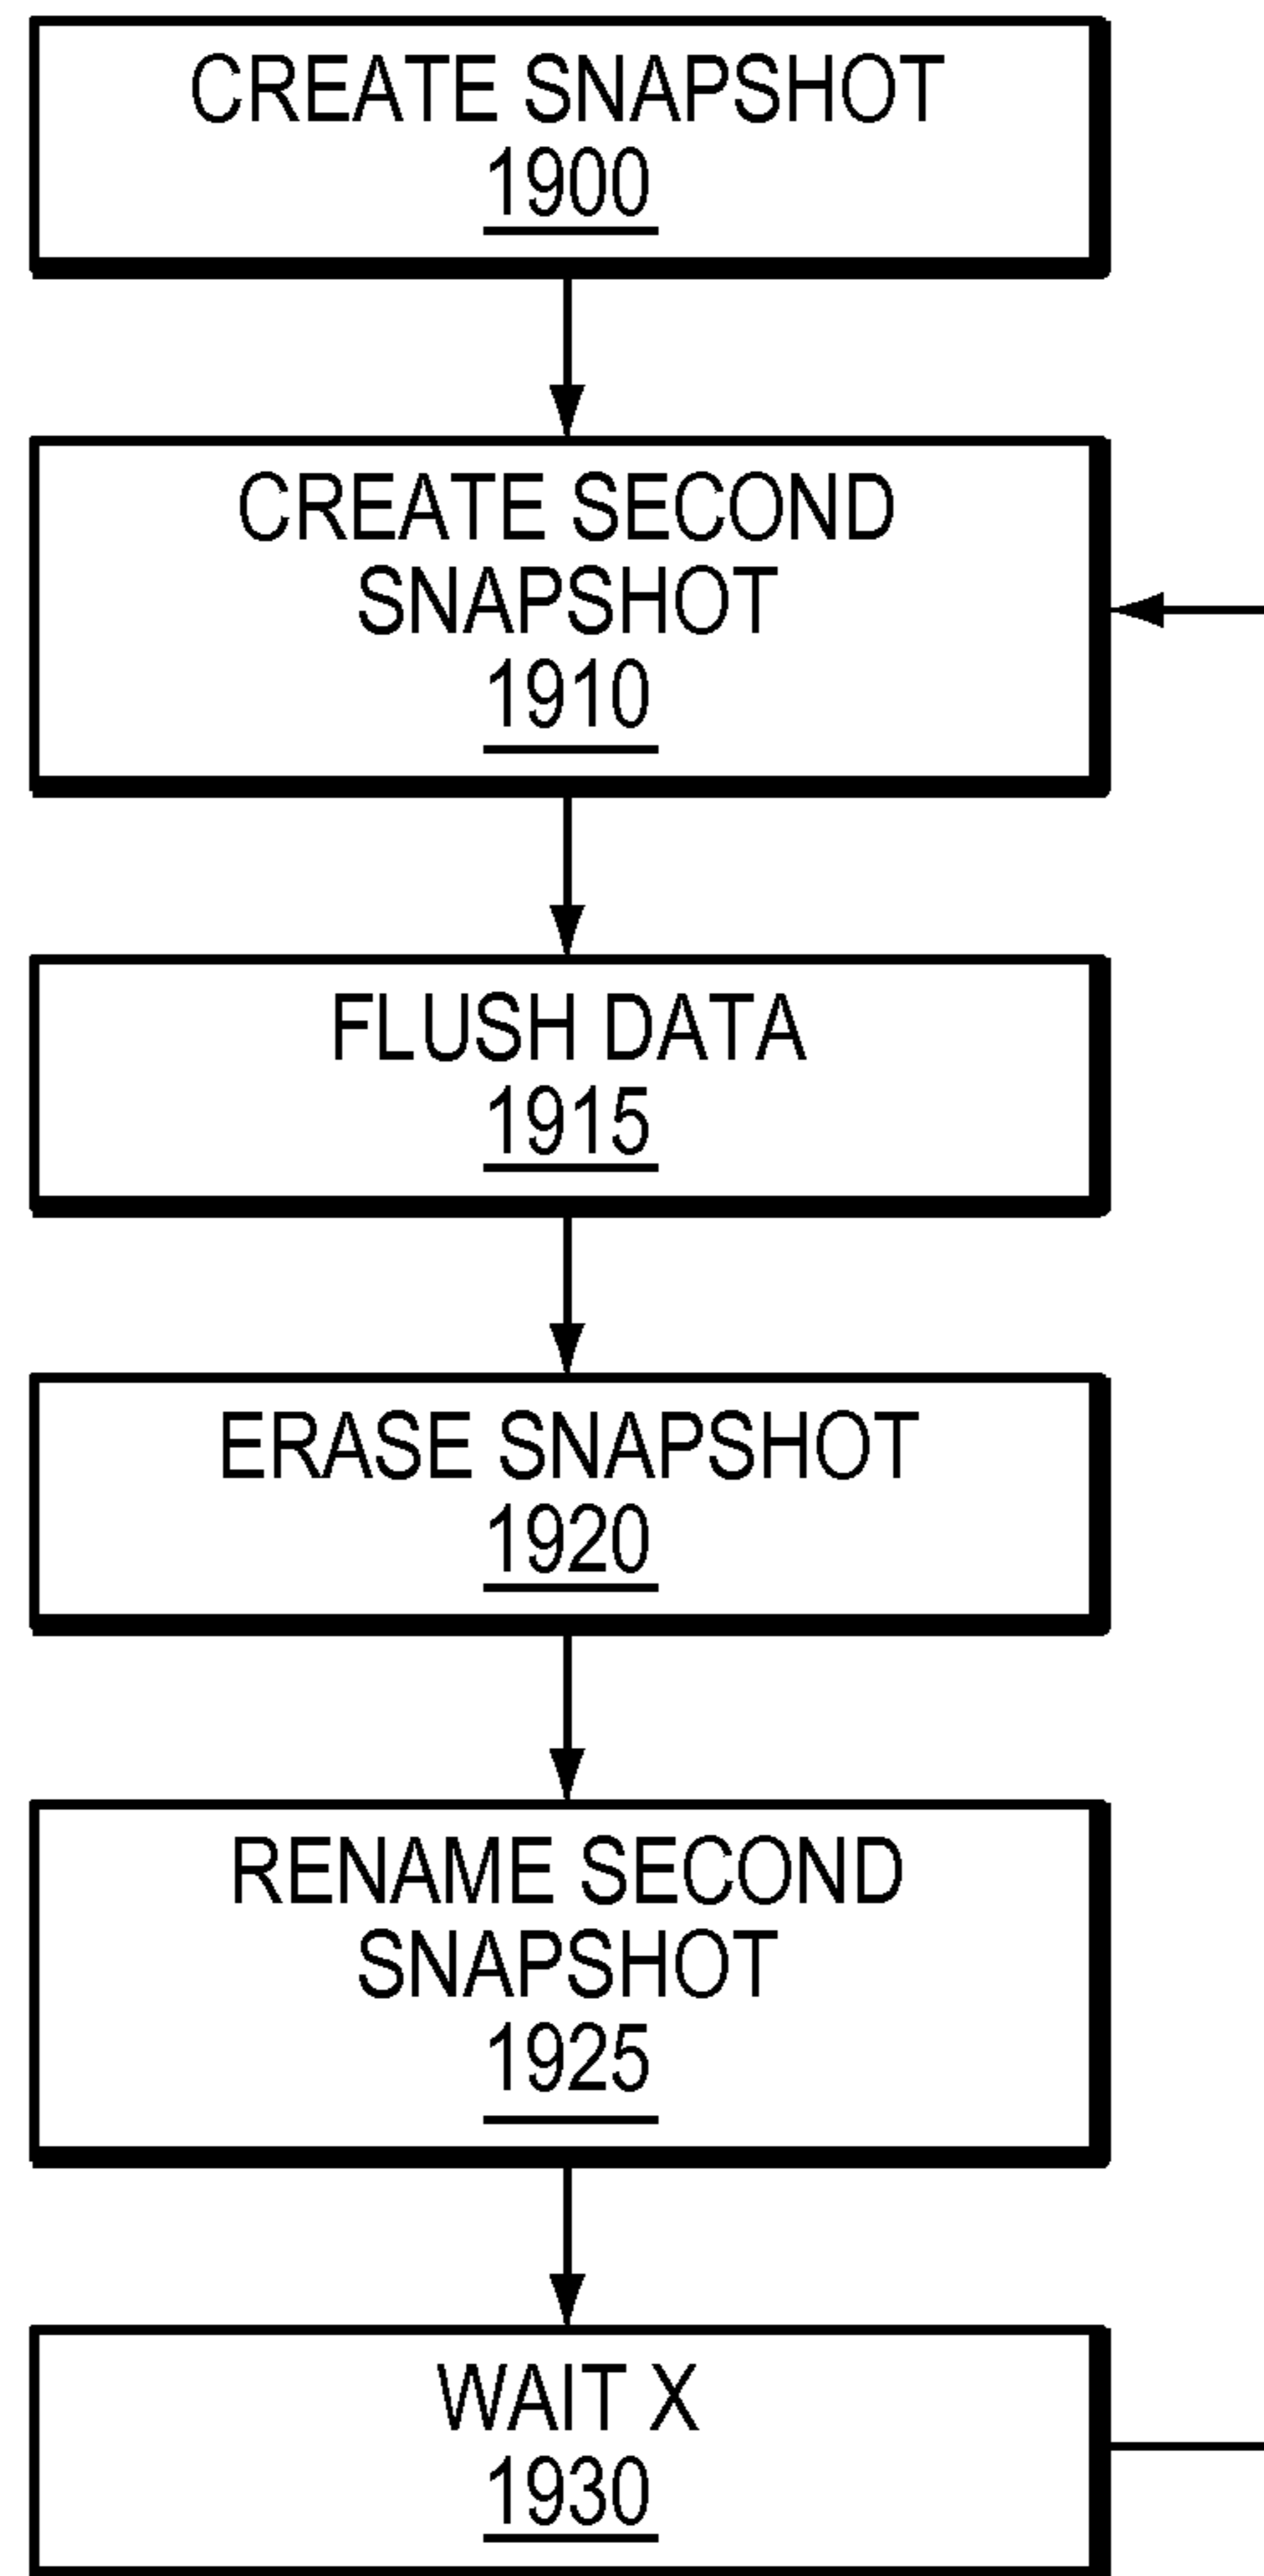 CREATE SNAPSHOT
1900
CREATE SECOND
SNAPSHOT
1910
FLUSH DATA
1915
ERASE SNAPSHOT
1920
RENAME SECOND
SNAPSHOT
1925
WAIT X
1930